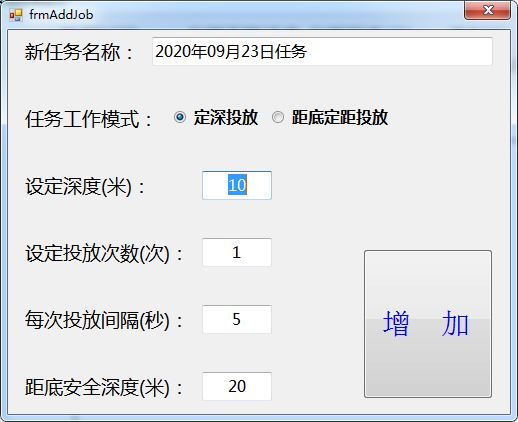 frmAddJob
新任务名称： 2020年09月23日任务
任务工作模式： 定深投放 距底定距投放
设定深度(米)： 10
设定投放次数(次)： 1
每次投放间隔(秒)： 5
距底安全深度(米)： 20
增 加